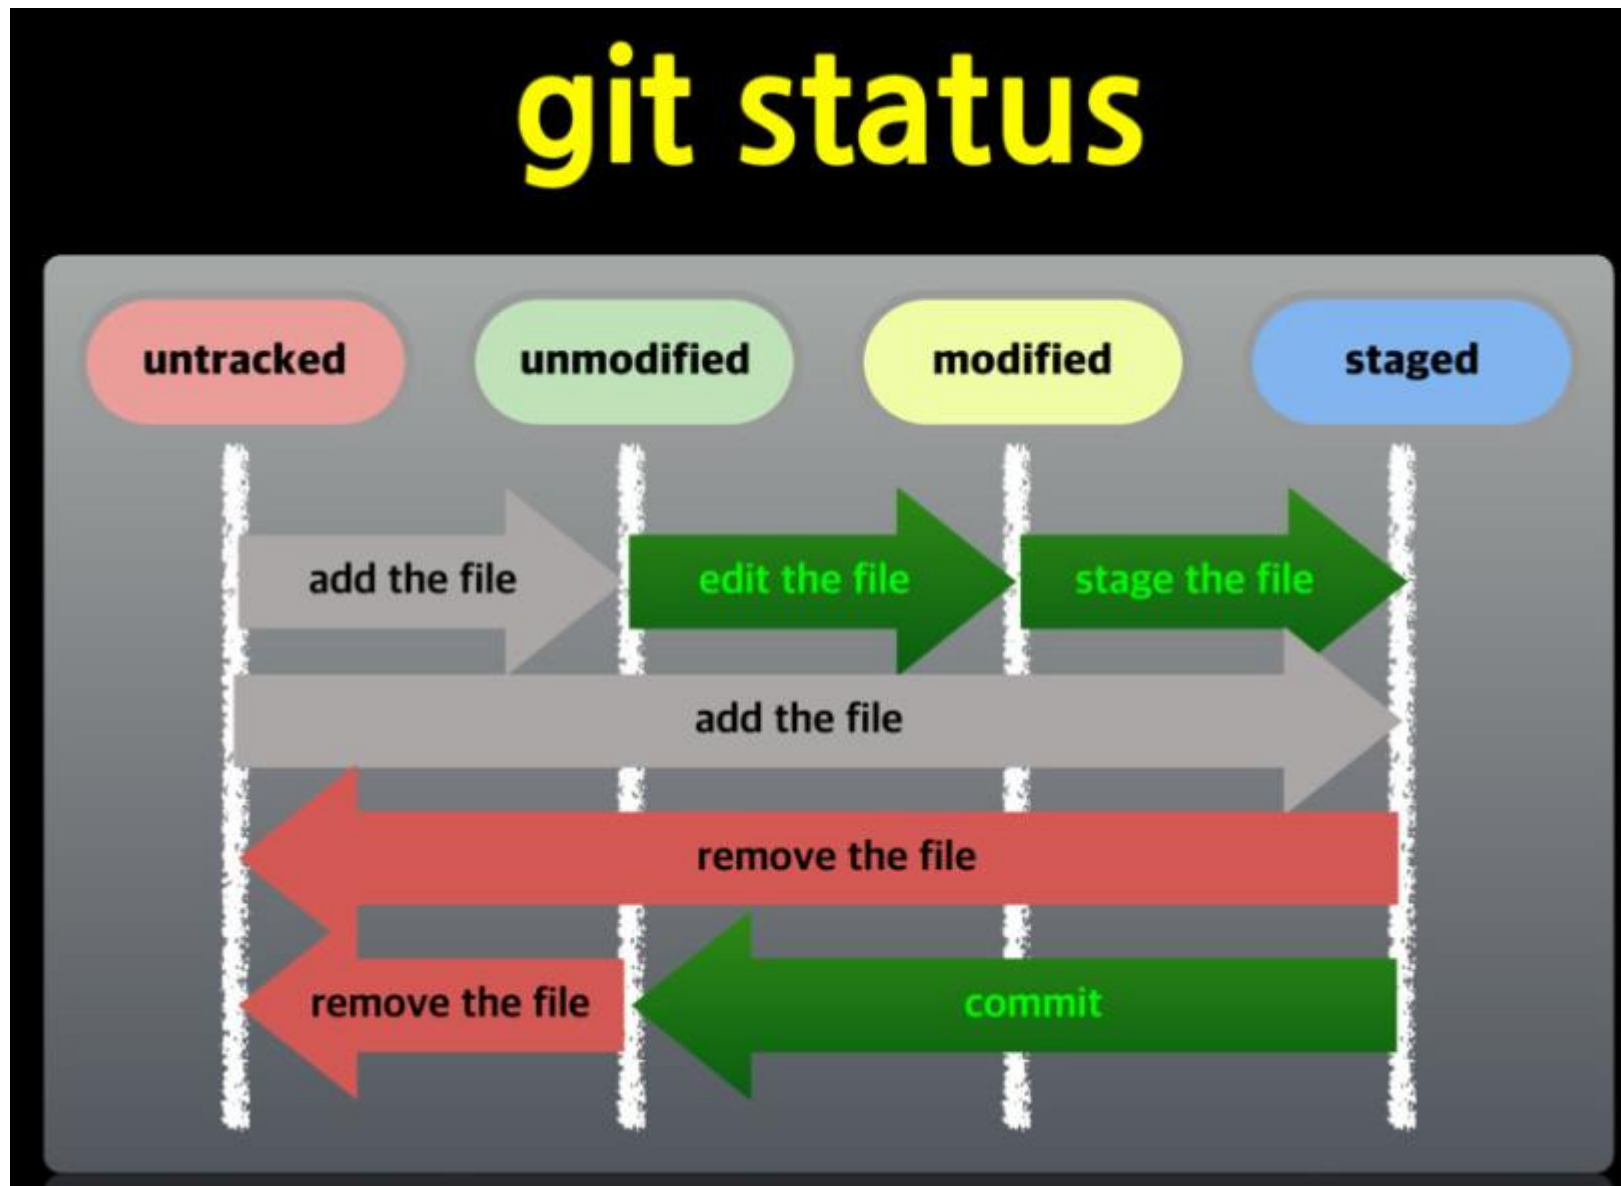 git status
untracked
unmodified
modified
staged
add the file
edit the file
stage the file
add the file
remove the file
remove the file
commit